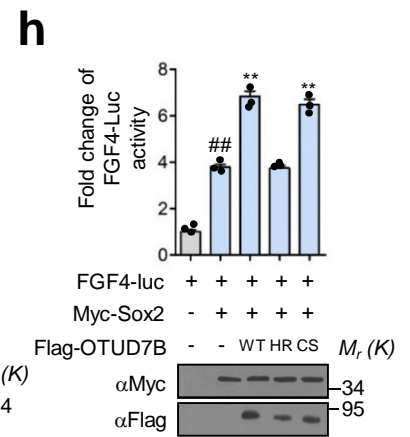 h
Fold change of
FGF4-Luc
activity
8
6
4
2
0
##
**
**
FGF4-luc + + + + +
Myc-Sox2 - + + + +
Flag-OTUD7B - - WT HR CS Mr (K)
(K)
αMyc 34
4
αFlag 95